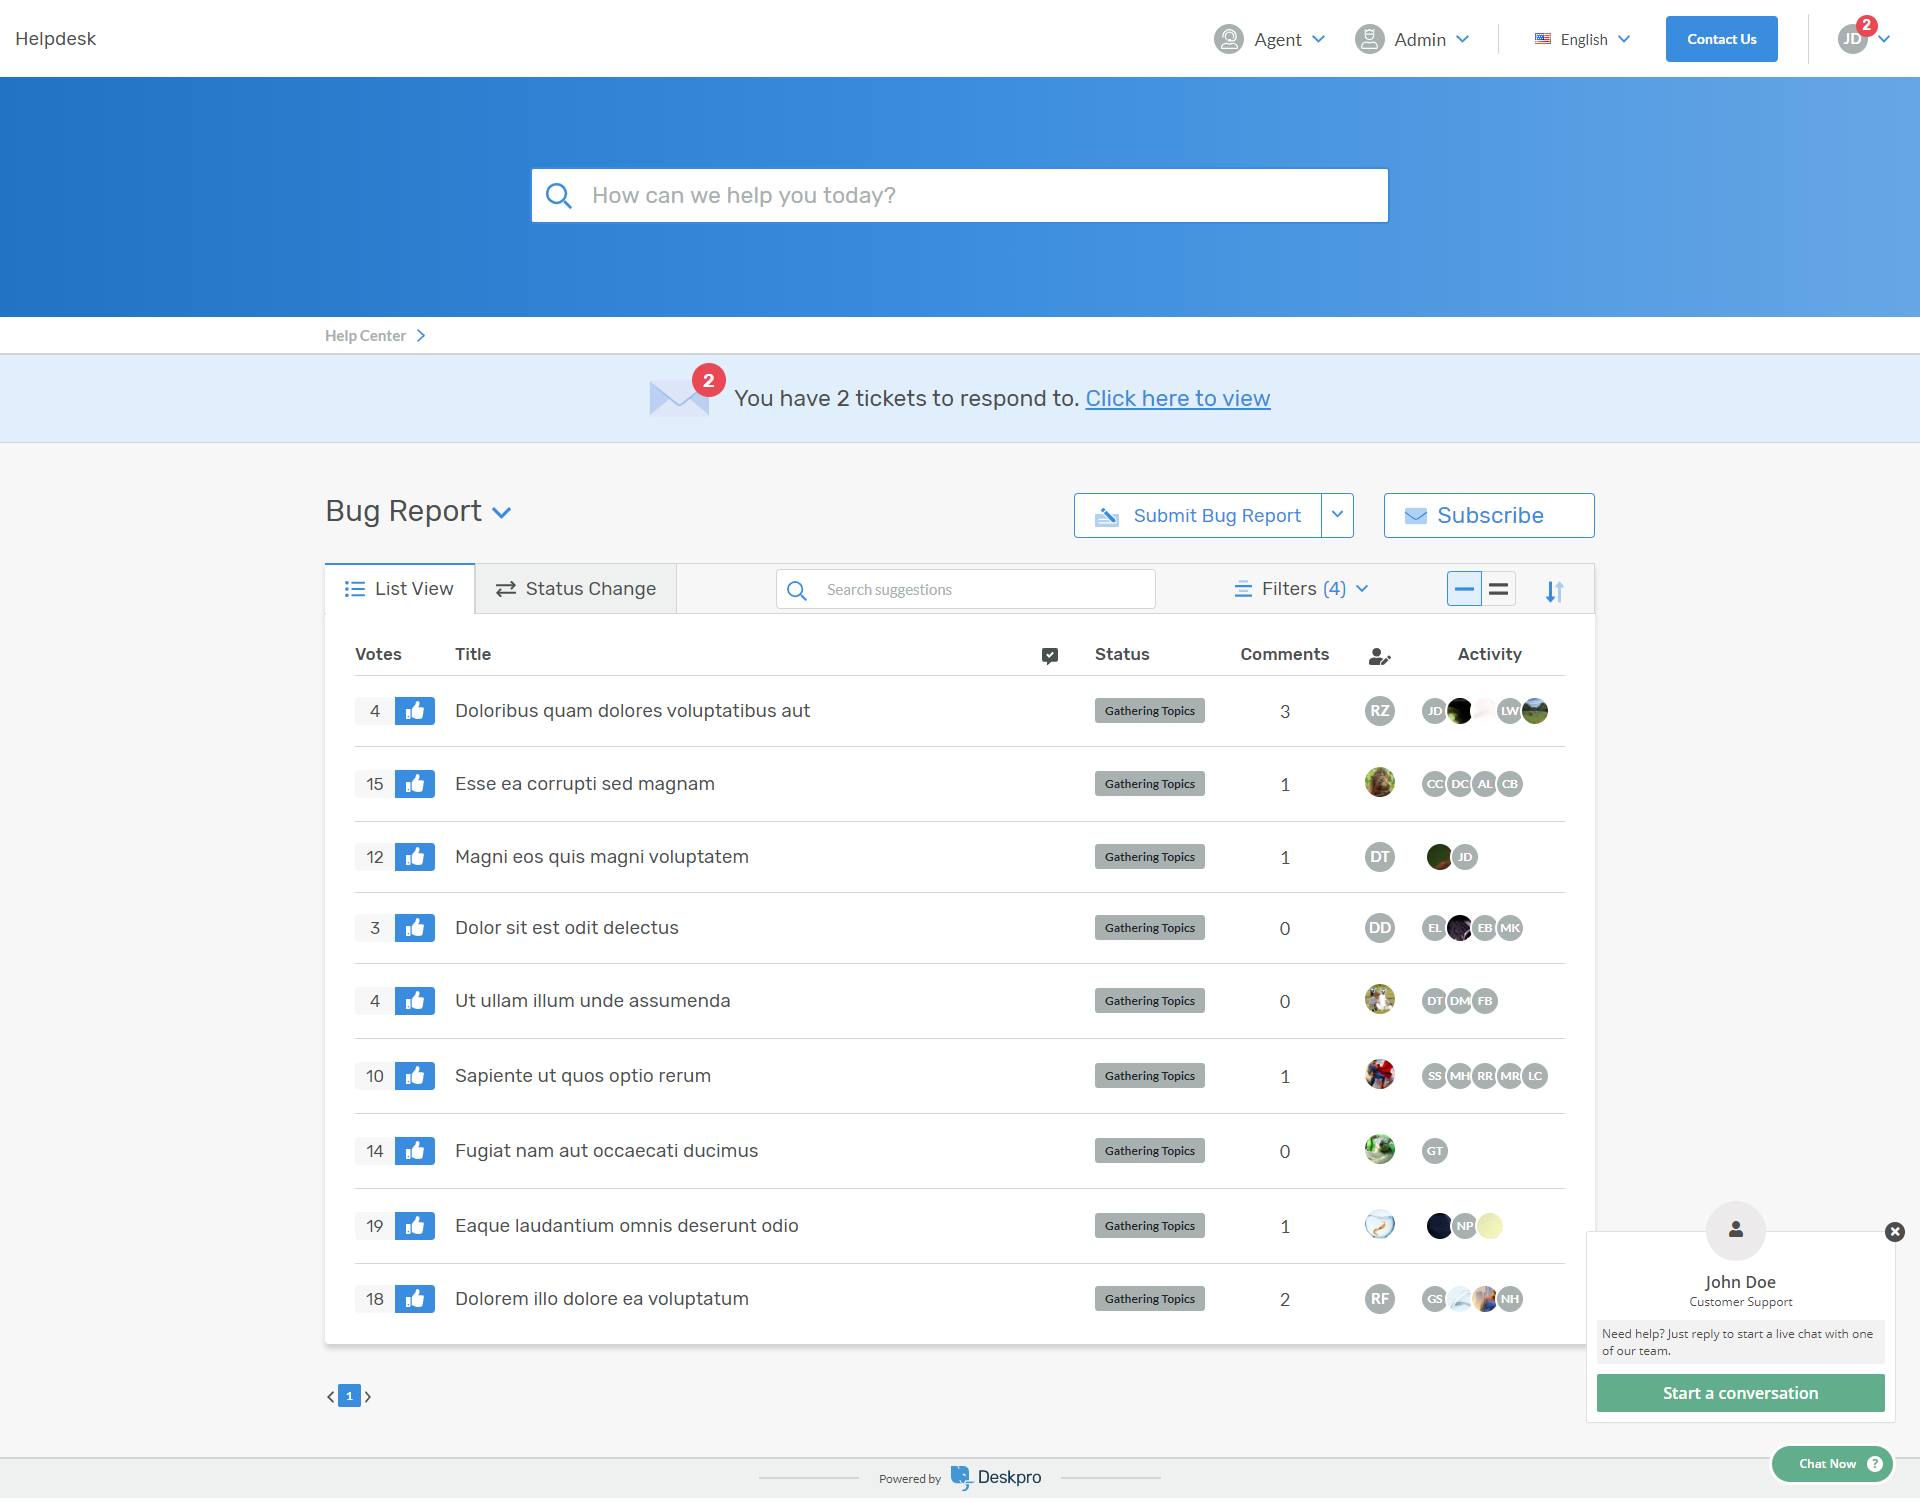 Helpdesk
Agent
Admin
English
Contact Us
JD
2
How can we help you today?
Help Center
2
You have 2 tickets to respond to. Click here to view
Bug Report
Submit Bug Report
Subscribe
List View
Status Change
Search suggestions
Filters (4)
Votes Title Status Comments Activity
4 Doloribus quam dolores voluptatibus aut Gathering Topics 3 RZ JD LW
15 Esse ea corrupti sed magnam Gathering Topics 1 CC DC AL CB
12 Magni eos quis magni voluptatem Gathering Topics 1 DT JD
3 Dolor sit est odit delectus Gathering Topics 0 DD EL EB MK
4 Ut ullam illum unde assumenda Gathering Topics 0 DT DM FB
10 Sapiente ut quos optio rerum Gathering Topics 1 SS MH RR MR LC
14 Fugiat nam aut occaecati ducimus Gathering Topics 0 GT
19 Eaque laudantium omnis deserunt odio Gathering Topics 1 NP
18 Dolorem illo dolore ea voluptatum Gathering Topics 2 RF GS NH
John Doe
Customer Support
Need help? Just reply to start a live chat with one
of our team.
Start a conversation
1
Powered by Deskpro
Chat Now ?